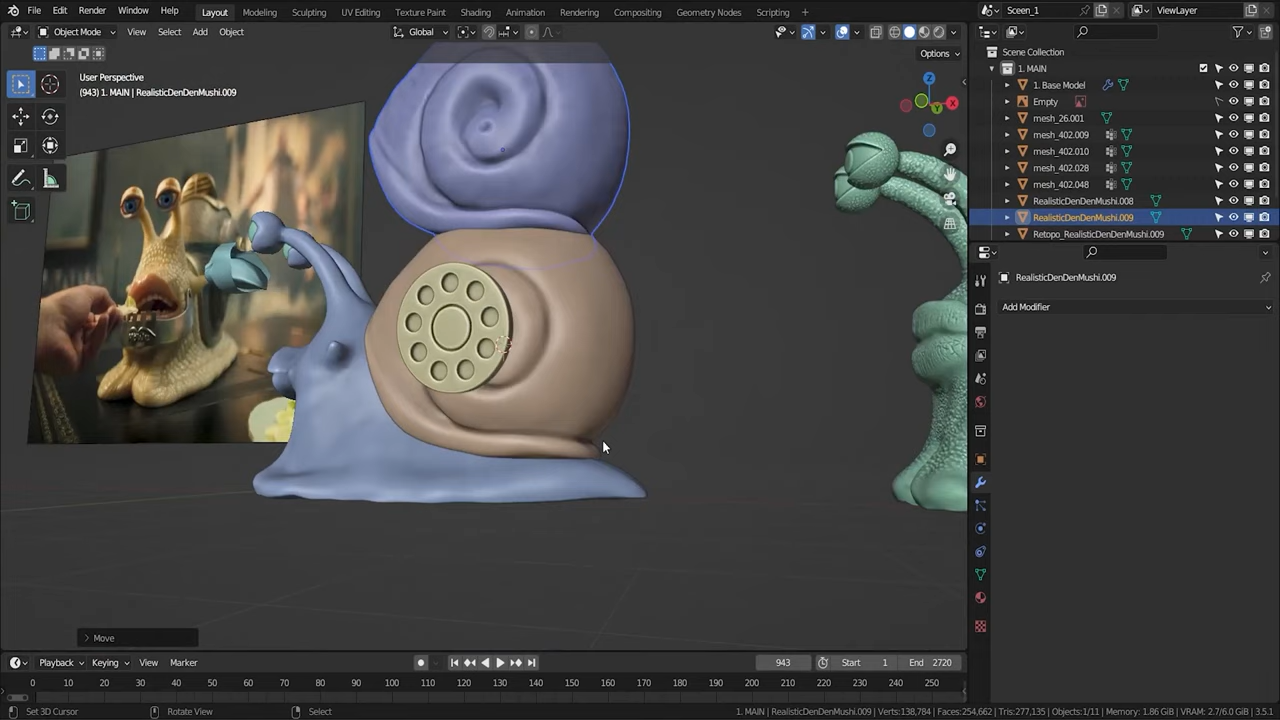 File Edit Render Window Help Layout Modeling Sculpting UV Editing Texture Paint Shading Animation Rendering Compositing Geometry Nodes Scripting + Sceen_1 ViewLayer
Object Mode View Select Add Object Global
Options
User Perspective
(943) 1. MAIN | RealisticDenDenMushi.009
Z
X
Y
Scene Collection
1. MAIN
1. Base Model
Empty
mesh_26.001
mesh_402.009
mesh_402.010
mesh_402.028
mesh_402.048
RealisticDenDenMushi.008
RealisticDenDenMushi.009
Retopo_RealisticDenDenMushi.009
RealisticDenDenMushi.009
Add Modifier
Move
Playback Keying View Marker 943 Start 1 End 2720
0 10 20 30 40 50 60 70 80 90 100 110 120 130 140 150 160 170 180 190 200 210 220 230 240 250
Set 3D Cursor Rotate View Select 1. MAIN | RealisticDenDenMushi.009 | Verts:138,784 | Faces:254,662 | Tris:277,135 | Objects:1/11 | Memory: 1.86 GiB | VRAM: 2.7/6.0 GiB | 3.5.1